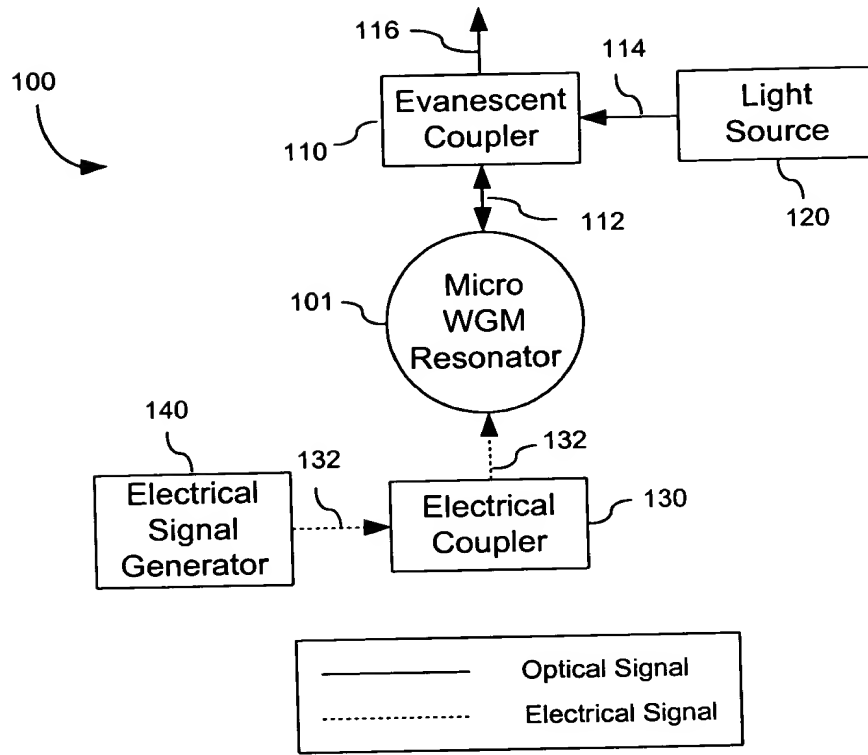 116
100
114
Evanescent
Coupler
110
Light
Source
120
112
101
Micro
WGM
Resonator
140
132
132
Electrical
Signal
Generator
Electrical
Coupler
130
Optical Signal
Electrical Signal